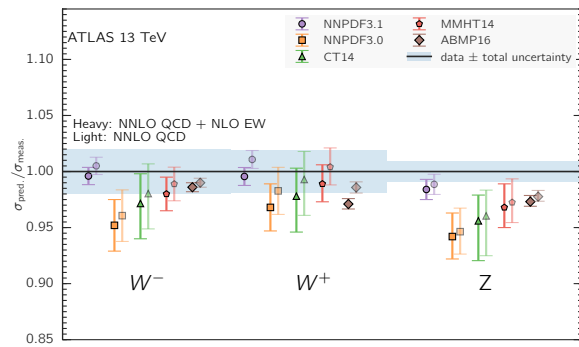 ATLAS 13 TeV
NNPDF3.1
NNPDF3.0
CT14
MMHT14
ABMP16
data ± total uncertainty
Heavy: NNLO QCD + NLO EW
Light: NNLO QCD
σpred./σmeas.
1.10
1.05
1.00
0.95
0.90
0.85
W⁻
W⁺
Z